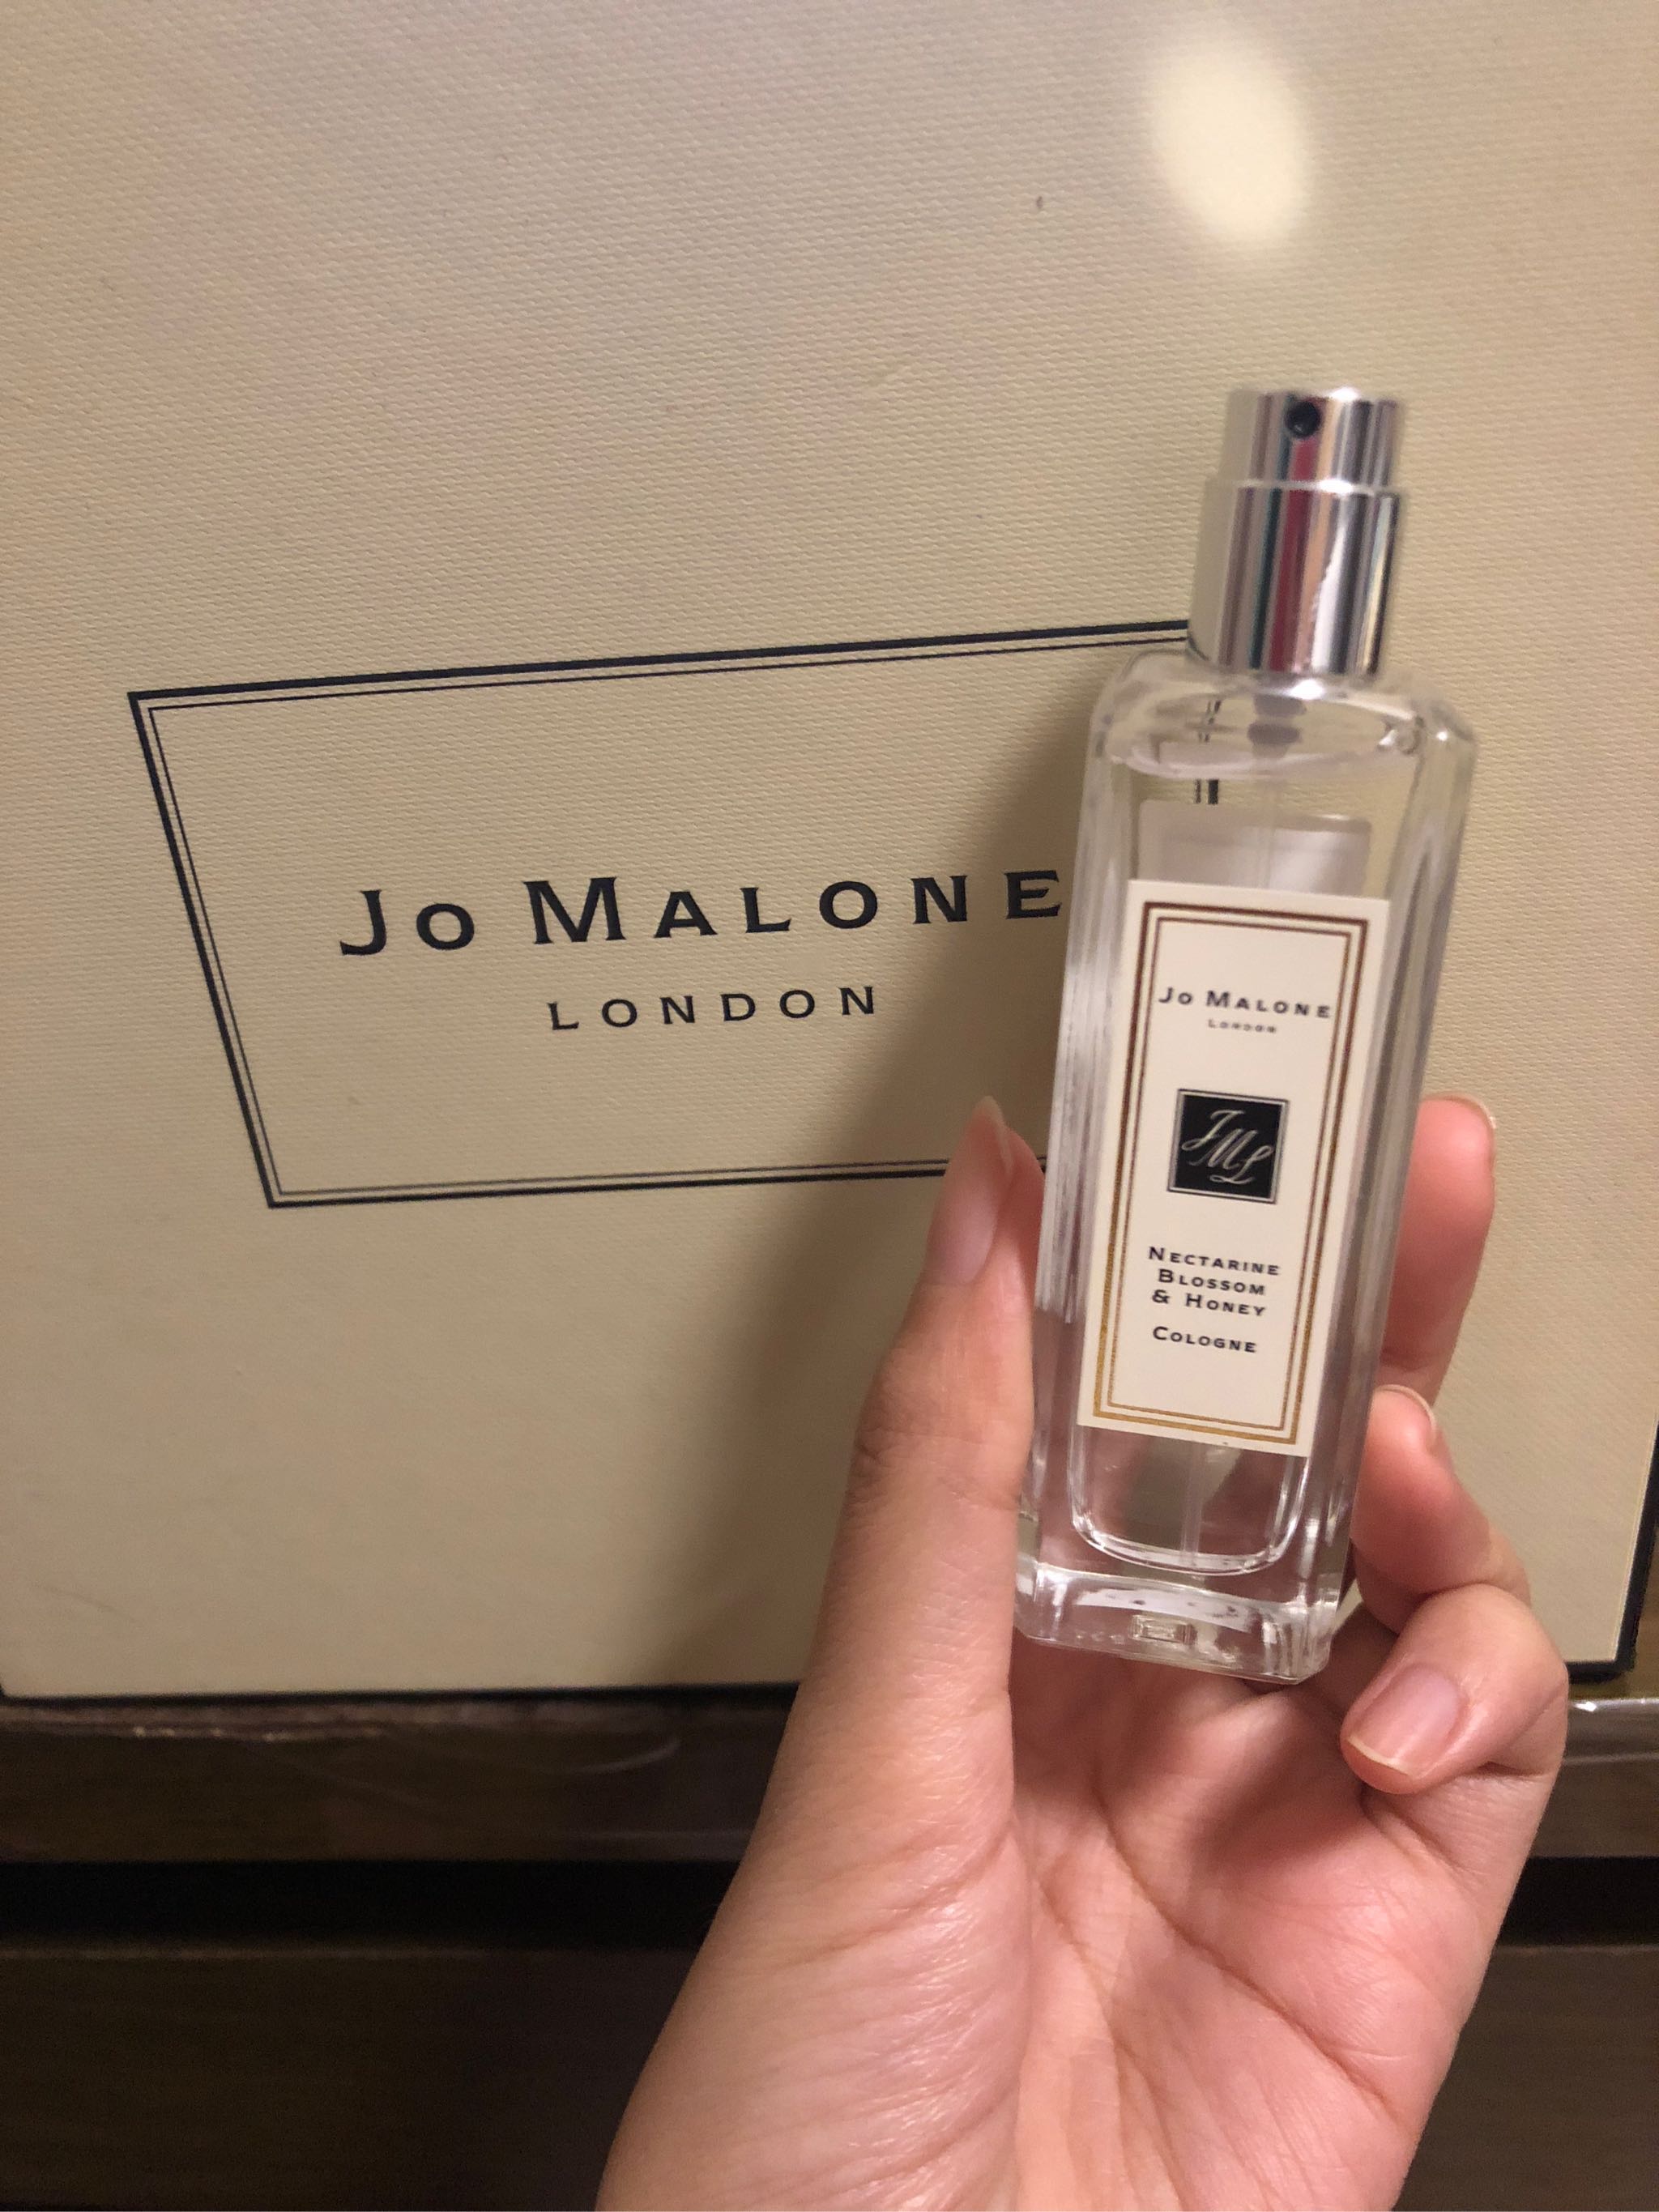 JO MALONE
LONDON
JO MALONE
LONDON
JML
NECTARINE
BLOSSOM
& HONEY
COLOGNE